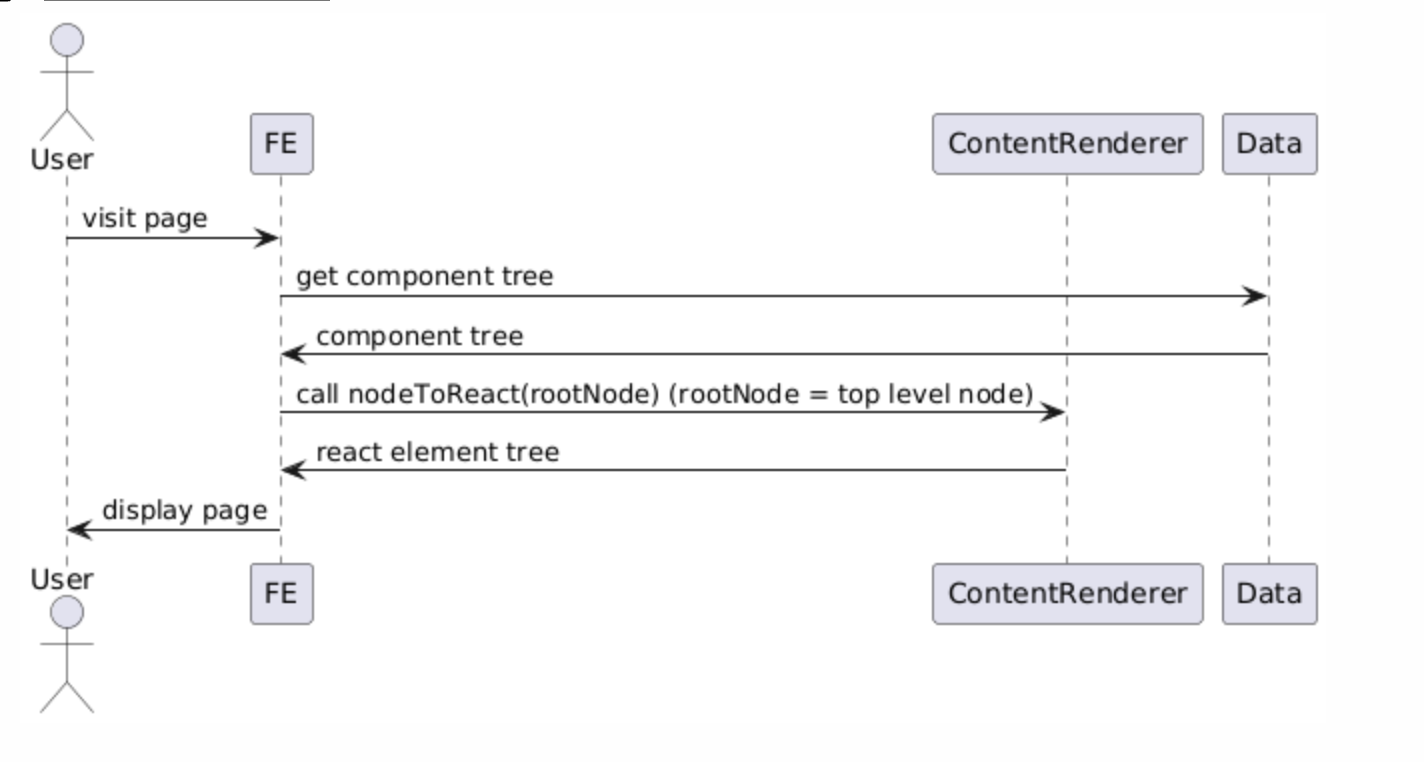 User
FE
ContentRenderer
Data
visit page
get component tree
component tree
call nodeToReact(rootNode) (rootNode = top level node)
react element tree
display page
User
FE
ContentRenderer
Data